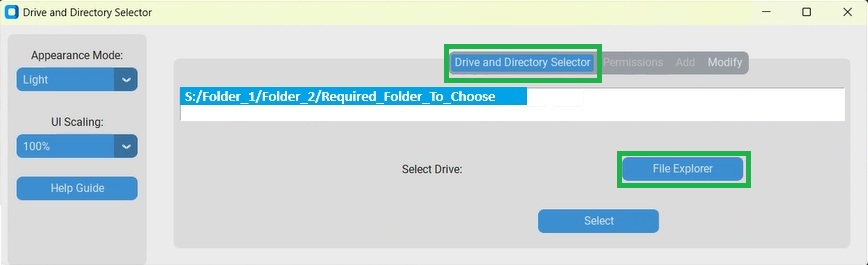 Drive and Directory Selector
Appearance Mode:
Light
UI Scaling:
100%
Help Guide
Drive and Directory Selector Permissions Add Modify
S:/Folder_1/Folder_2/Required_Folder_To_Choose
Select Drive: File Explorer
Select